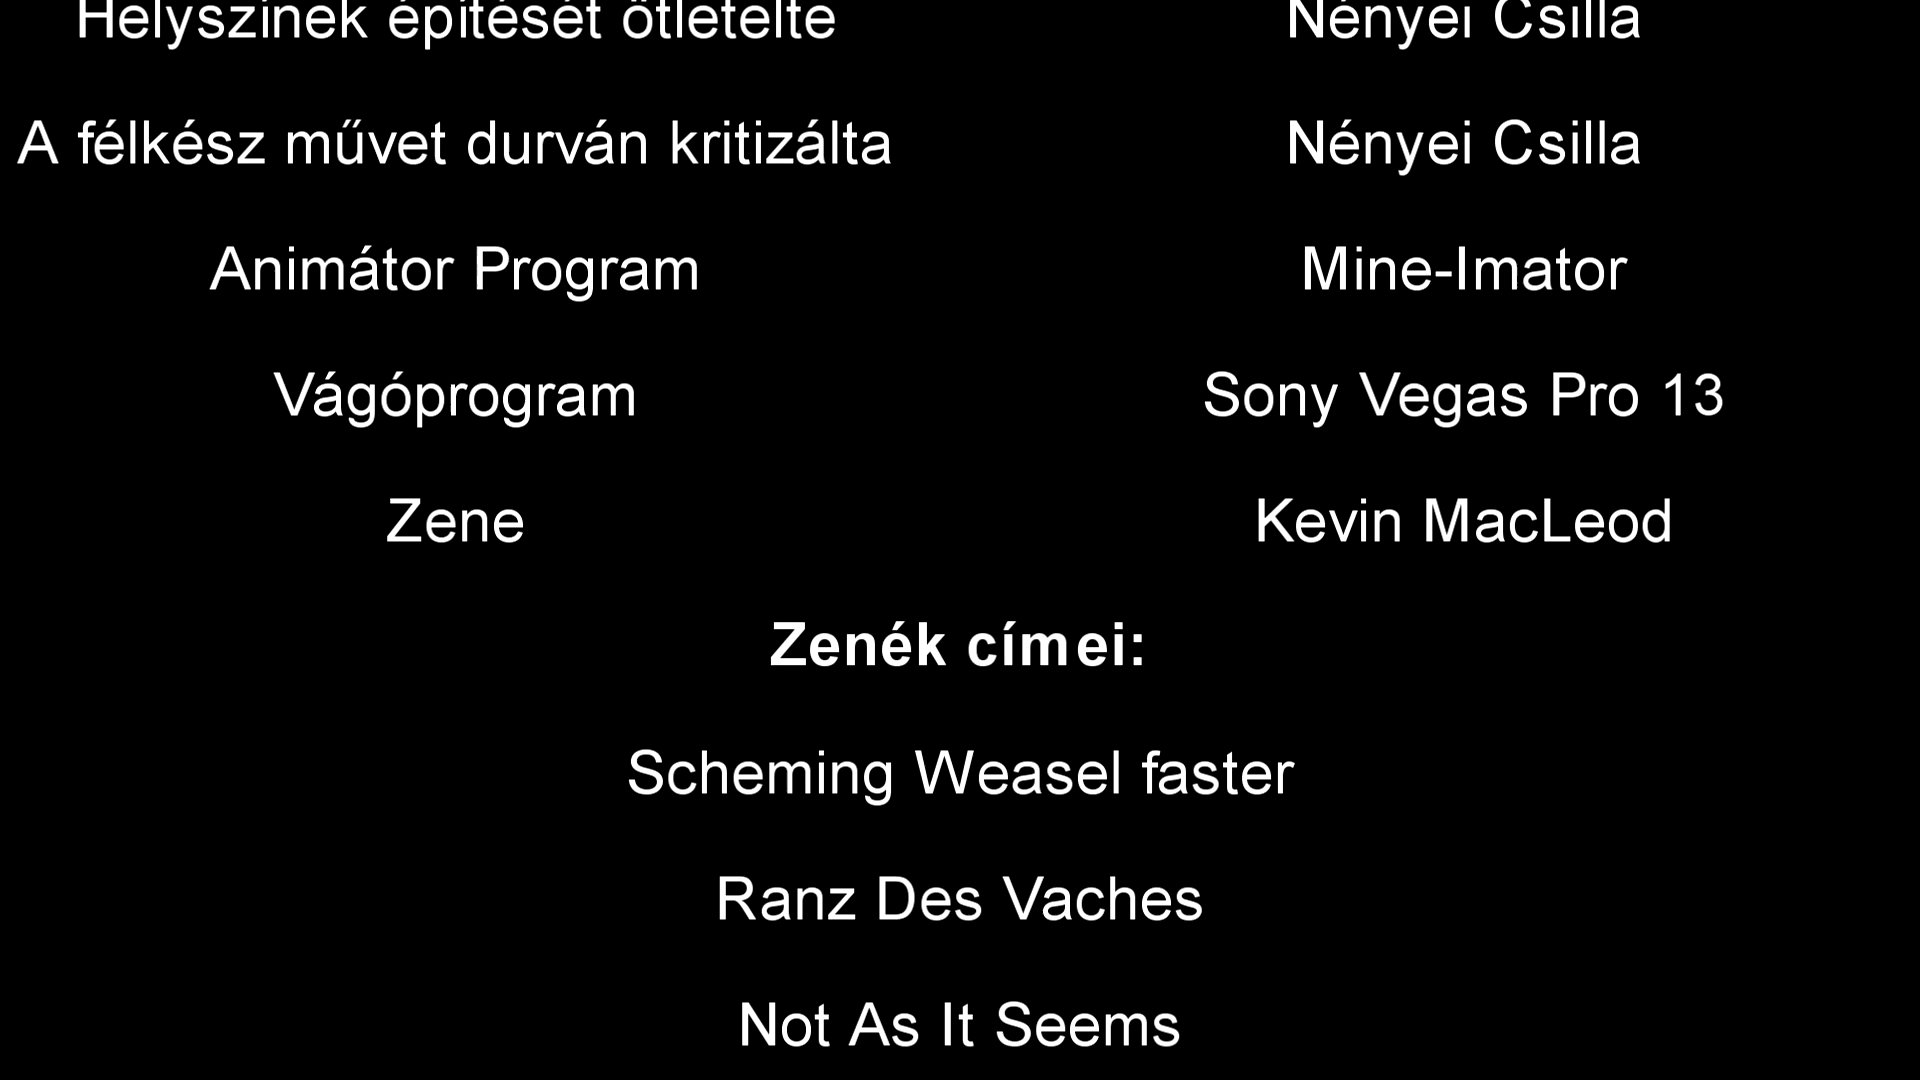 Helyszínek építését ötletelte Nényei Csilla
A félkész művet durván kritizálta Nényei Csilla
Animátor Program Mine-Imator
Vágóprogram Sony Vegas Pro 13
Zene Kevin MacLeod
Zenék címei:
Scheming Weasel faster
Ranz Des Vaches
Not As It Seems